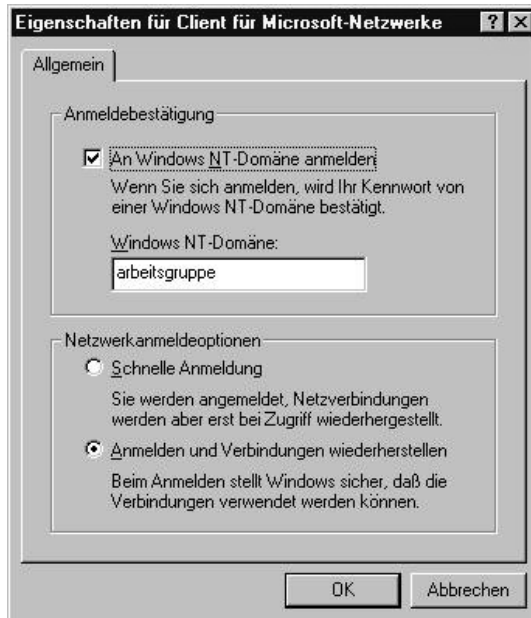 Eigenschaften für Client für Microsoft-Netzwerke
Allgemein
Anmeldebestätigung
An Windows NT-Domäne anmelden
Wenn Sie sich anmelden, wird Ihr Kennwort von
einer Windows NT-Domäne bestätigt.
Windows NT-Domäne:
arbeitsgruppe
Netzwerkanmeldeoptionen
Schnelle Anmeldung
Sie werden angemeldet, Netzverbindungen
werden aber erst bei Zugriff wiederhergestellt.
Anmelden und Verbindungen wiederherstellen
Beim Anmelden stellt Windows sicher, daß die
Verbindungen verwendet werden können.
OK Abbrechen